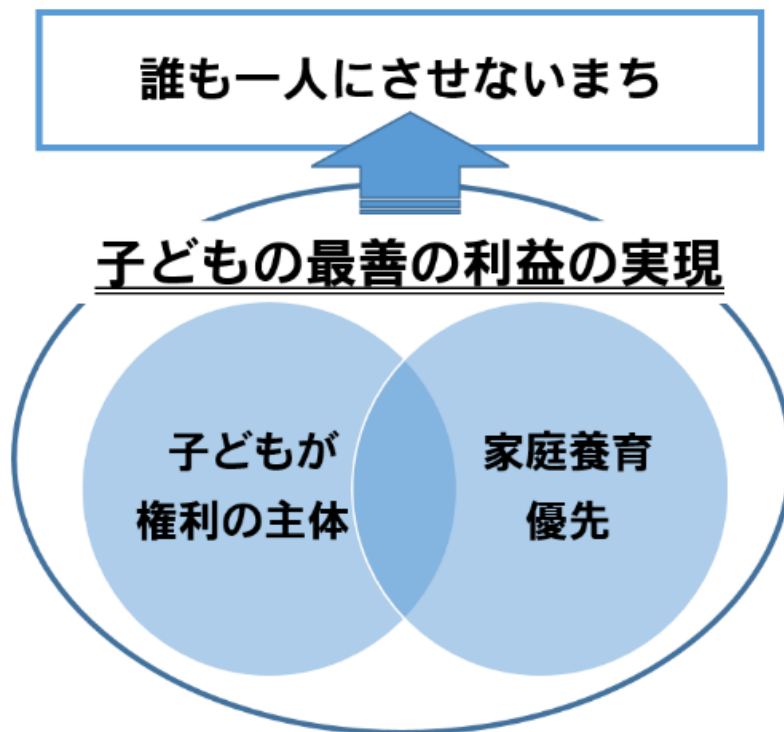 誰も一人にさせないまち
子どもの最善の利益の実現
子どもが
権利の主体
家庭養育
優先